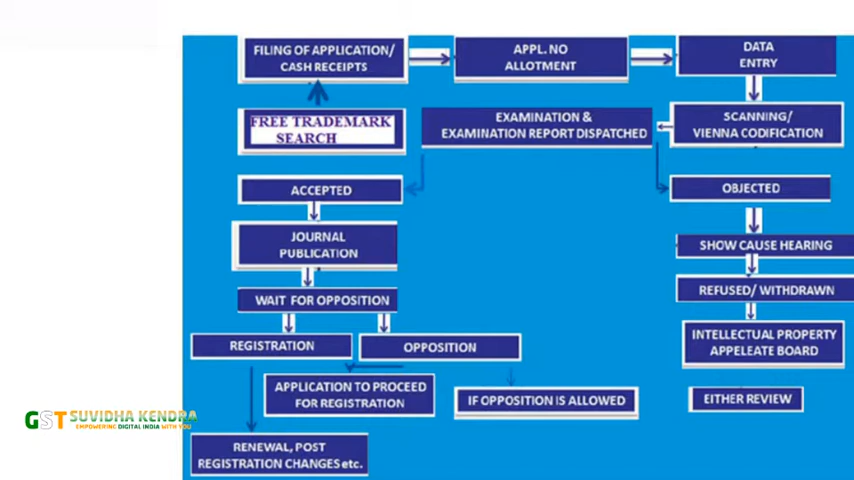 FILING OF APPLICATION/
CASH RECEIPTS
APPL. NO
ALLOTMENT
DATA
ENTRY
FREE TRADEMARK
SEARCH
EXAMINATION &
EXAMINATION REPORT DISPATCHED
SCANNING/
VIENNA CODIFICATION
ACCEPTED
OBJECTED
JOURNAL
PUBLICATION
SHOW CAUSE HEARING
WAIT FOR OPPOSITION
REFUSED/ WITHDRAWN
REGISTRATION
OPPOSITION
INTELLECTUAL PROPERTY
APPELEATE BOARD
APPLICATION TO PROCEED
FOR REGISTRATION
IF OPPOSITION IS ALLOWED
EITHER REVIEW
GST SUVIDHA KENDRA
EMPOWERING DIGITAL INDIA WITH YOU
RENEWAL, POST
REGISTRATION CHANGES etc.